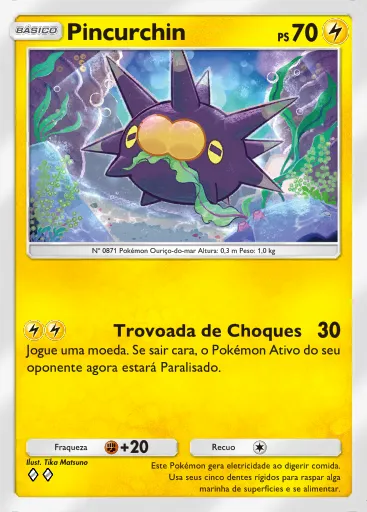 BÁSICO Pincurchin PS 70
Nº 0871 Pokémon Ouriço-do-mar Altura: 0,3 m Peso: 1,0 kg
Trovoada de Choques 30
Jogue uma moeda. Se sair cara, o Pokémon Ativo do seu
oponente agora estará Paralisado.
Fraqueza +20 Recuo
Ilust. Tika Matsuno
Este Pokémon gera eletricidade ao digerir comida.
Usa seus cinco dentes rígidos para raspar alga
marinha de superfícies e se alimentar.